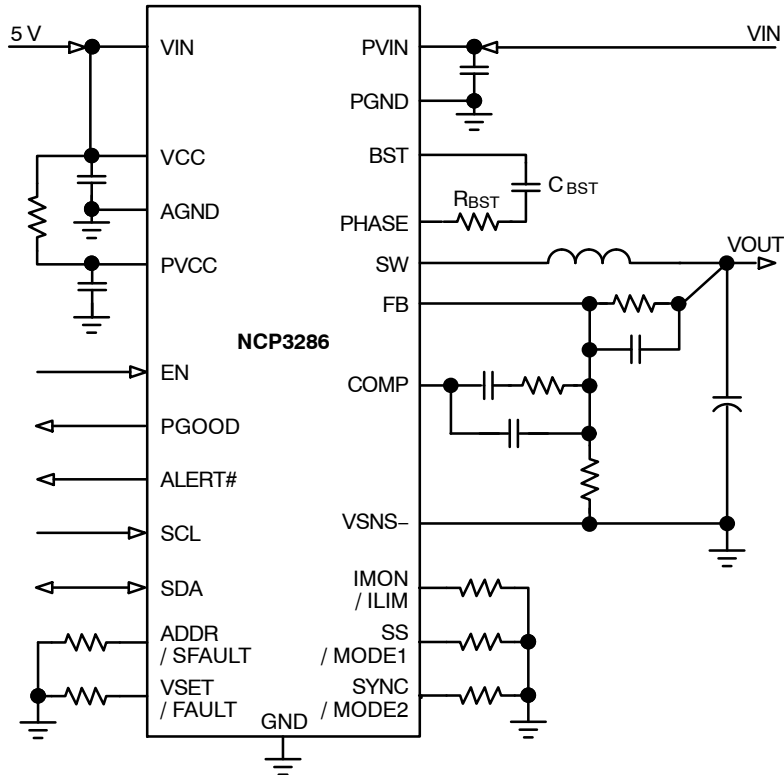 5 V
VIN
PVIN
VIN
PGND
VCC
BST
C BST
AGND
RBST
PHASE
PVCC
SW
VOUT
FB
NCP3286
EN
COMP
PGOOD
ALERT#
SCL
VSNS–
SDA
IMON
/ ILIM
ADDR
/ SFAULT
SS
/ MODE1
VSET
/ FAULT
SYNC
/ MODE2
GND